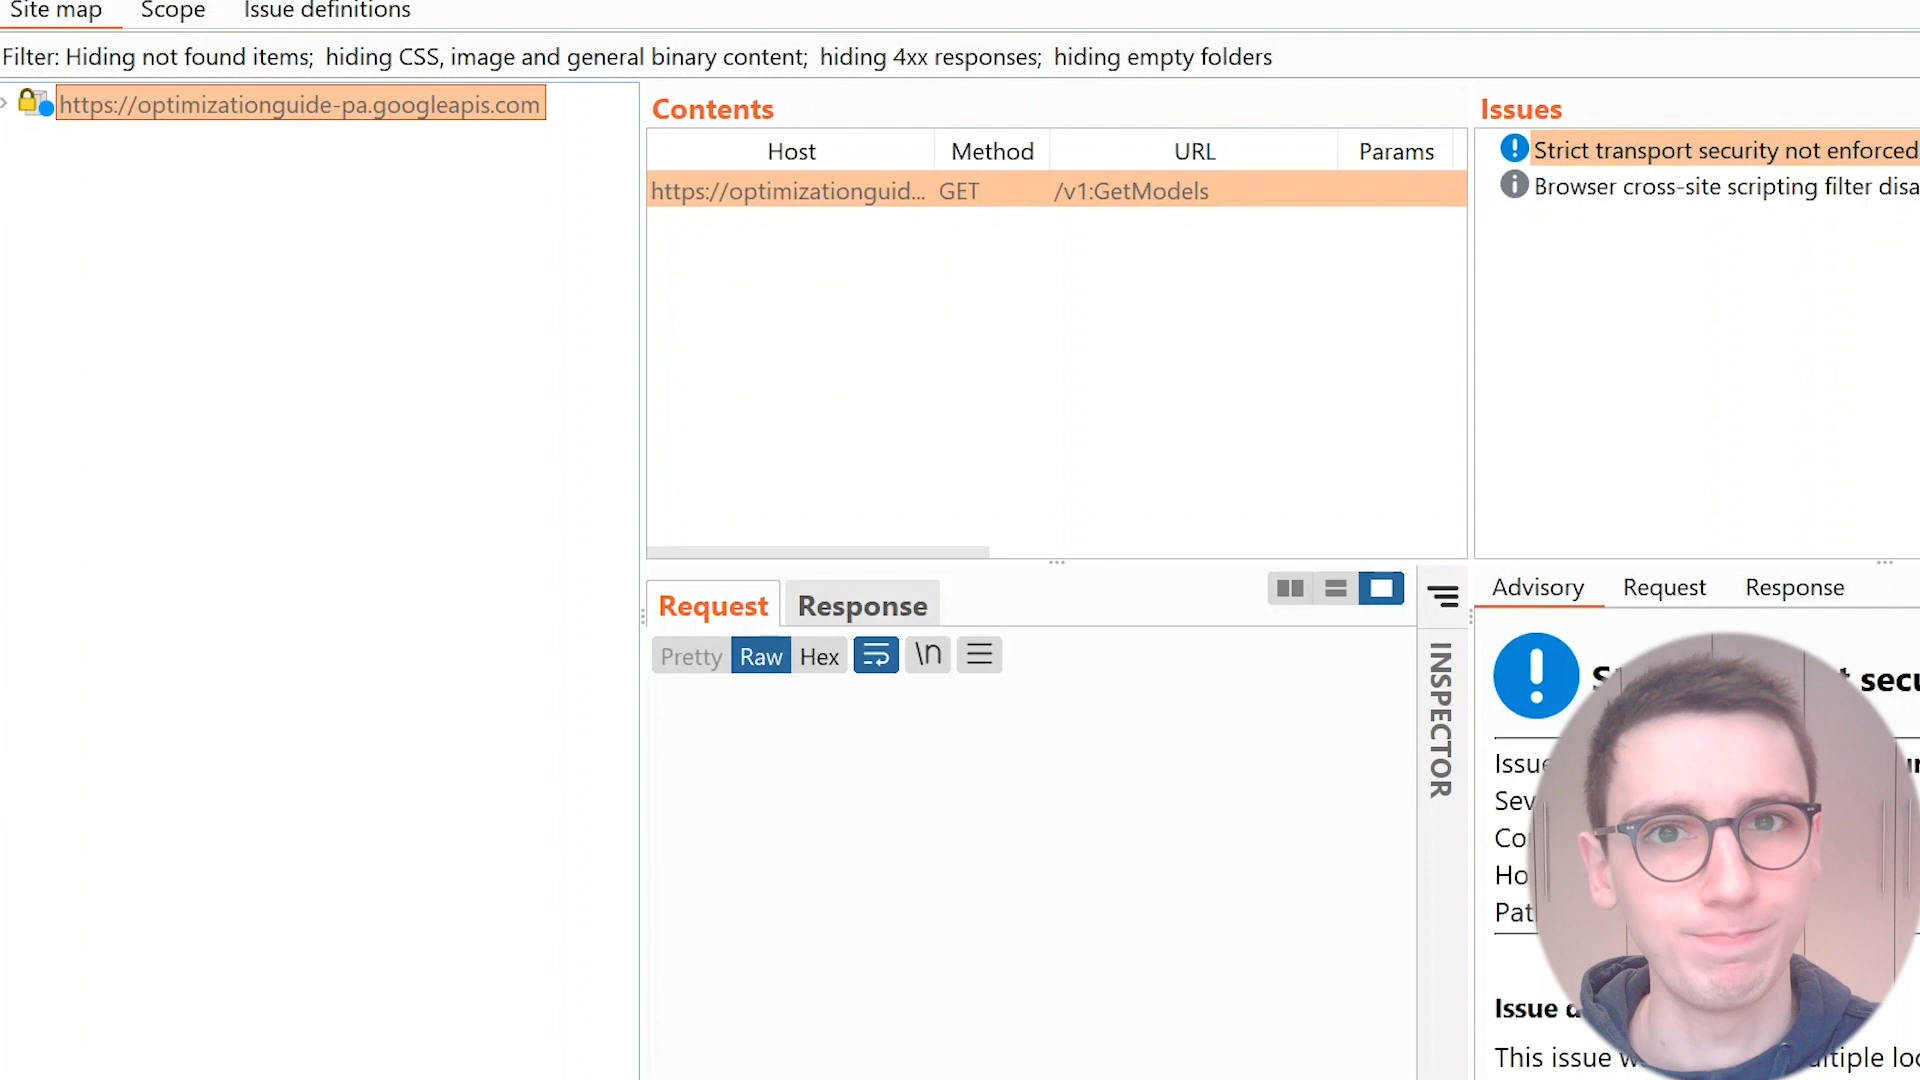 Site map Scope Issue definitions
Filter: Hiding not found items; hiding CSS, image and general binary content; hiding 4xx responses; hiding empty folders
https://optimizationguide-pa.googleapis.com
Contents
Host Method URL Params
https://optimizationguid... GET /v1:GetModels
Request Response
Pretty Raw Hex \n
INSPECTOR
Issues
Strict transport security not enforced
Browser cross-site scripting filter disa
Advisory Request Response
secu
Issue
Sev
Co
Ho
Pat
Issue d
This issue w ltiple loc